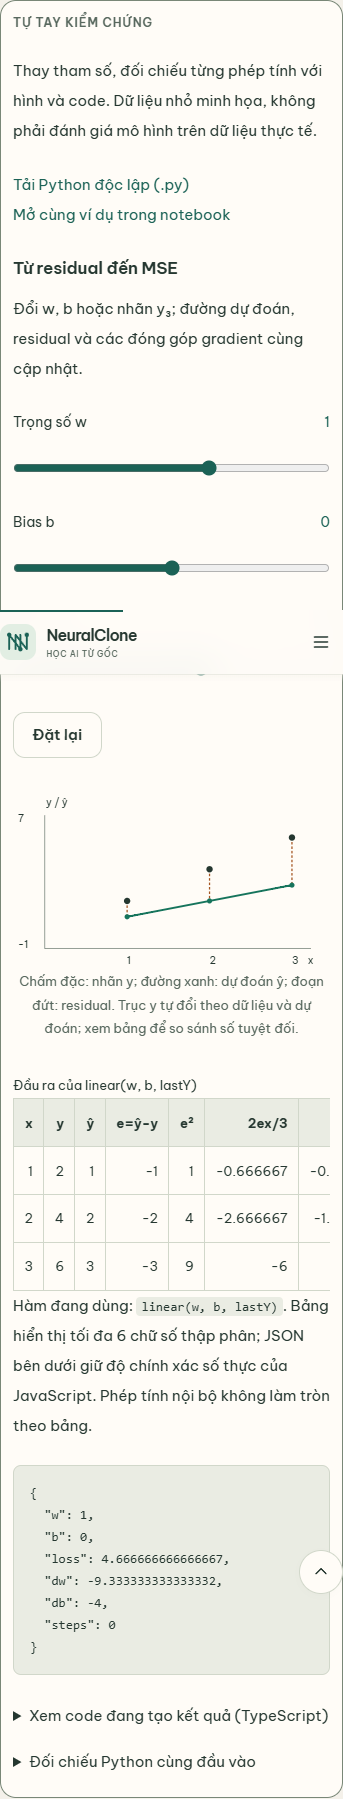 TỰ TAY KIỂM CHỨNG
Thay tham số, đối chiếu từng phép tính với
hình và code. Dữ liệu nhỏ minh họa, không
phải đánh giá mô hình trên dữ liệu thực tế.
Tải Python độc lập (.py)
Mở cùng ví dụ trong notebook
Từ residual đến MSE
Đổi w, b hoặc nhãn y₃; đường dự đoán,
residual và các đóng góp gradient cùng
cập nhật.
Trọng số w 1
Bias b 0
NeuralClone
HỌC AI TỪ GỐC
Đặt lại
y / ŷ
7
-1
1 2 3 x
Chấm đặc: nhãn y; đường xanh: dự đoán ŷ; đoạn
đứt: residual. Trục y tự đổi theo dữ liệu và dự
đoán; xem bảng để so sánh số tuyệt đối.
Đầu ra của linear(w, b, lastY)
x y ŷ e=ŷ-y e² 2ex/3
1 2 1 -1 1 -0.666667 -0.
2 4 2 -2 4 -2.666667 -1.
3 6 3 -3 9 -6
Hàm đang dùng: linear(w, b, lastY). Bảng
hiển thị tối đa 6 chữ số thập phân; JSON
bên dưới giữ độ chính xác số thực của
JavaScript. Phép tính nội bộ không làm tròn
theo bảng.
{
"w": 1,
"b": 0,
"loss": 4.666666666666667,
"dw": -9.333333333333332,
"db": -4,
"steps": 0
}
Xem code đang tạo kết quả (TypeScript)
Đối chiếu Python cùng đầu vào